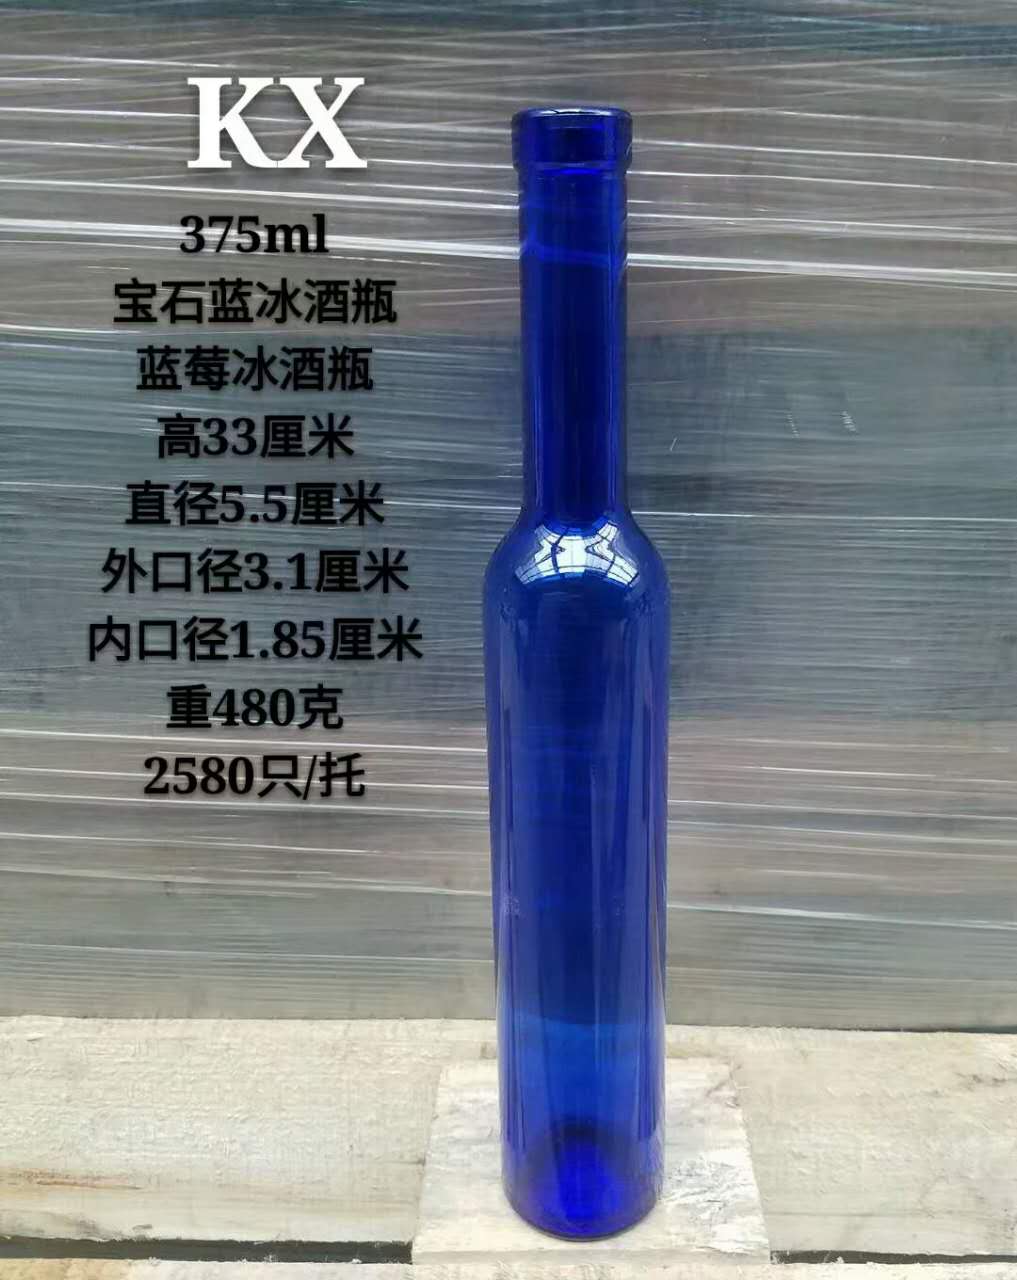 KX
375ml
宝石蓝冰酒瓶
蓝莓冰酒瓶
高33厘米
直径5.5厘米
外口径3.1厘米
内口径1.85厘米
重480克
2580只/托